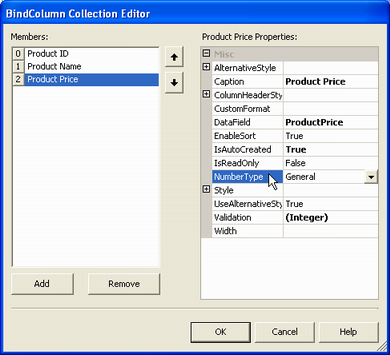 BindColumn Collection Editor
Members:
0 Product ID
1 Product Name
2 Product Price
Add
Remove
Product Price Properties:
Misc
AlternativeStyle
Caption Product Price
ColumnHeaderSty
CustomFormat
DataField ProductPrice
EnableSort True
IsAutoCreated True
IsReadOnly False
NumberType General
Style
UseAlternativeSty True
Validation (Integer)
Width
OK
Cancel
Help